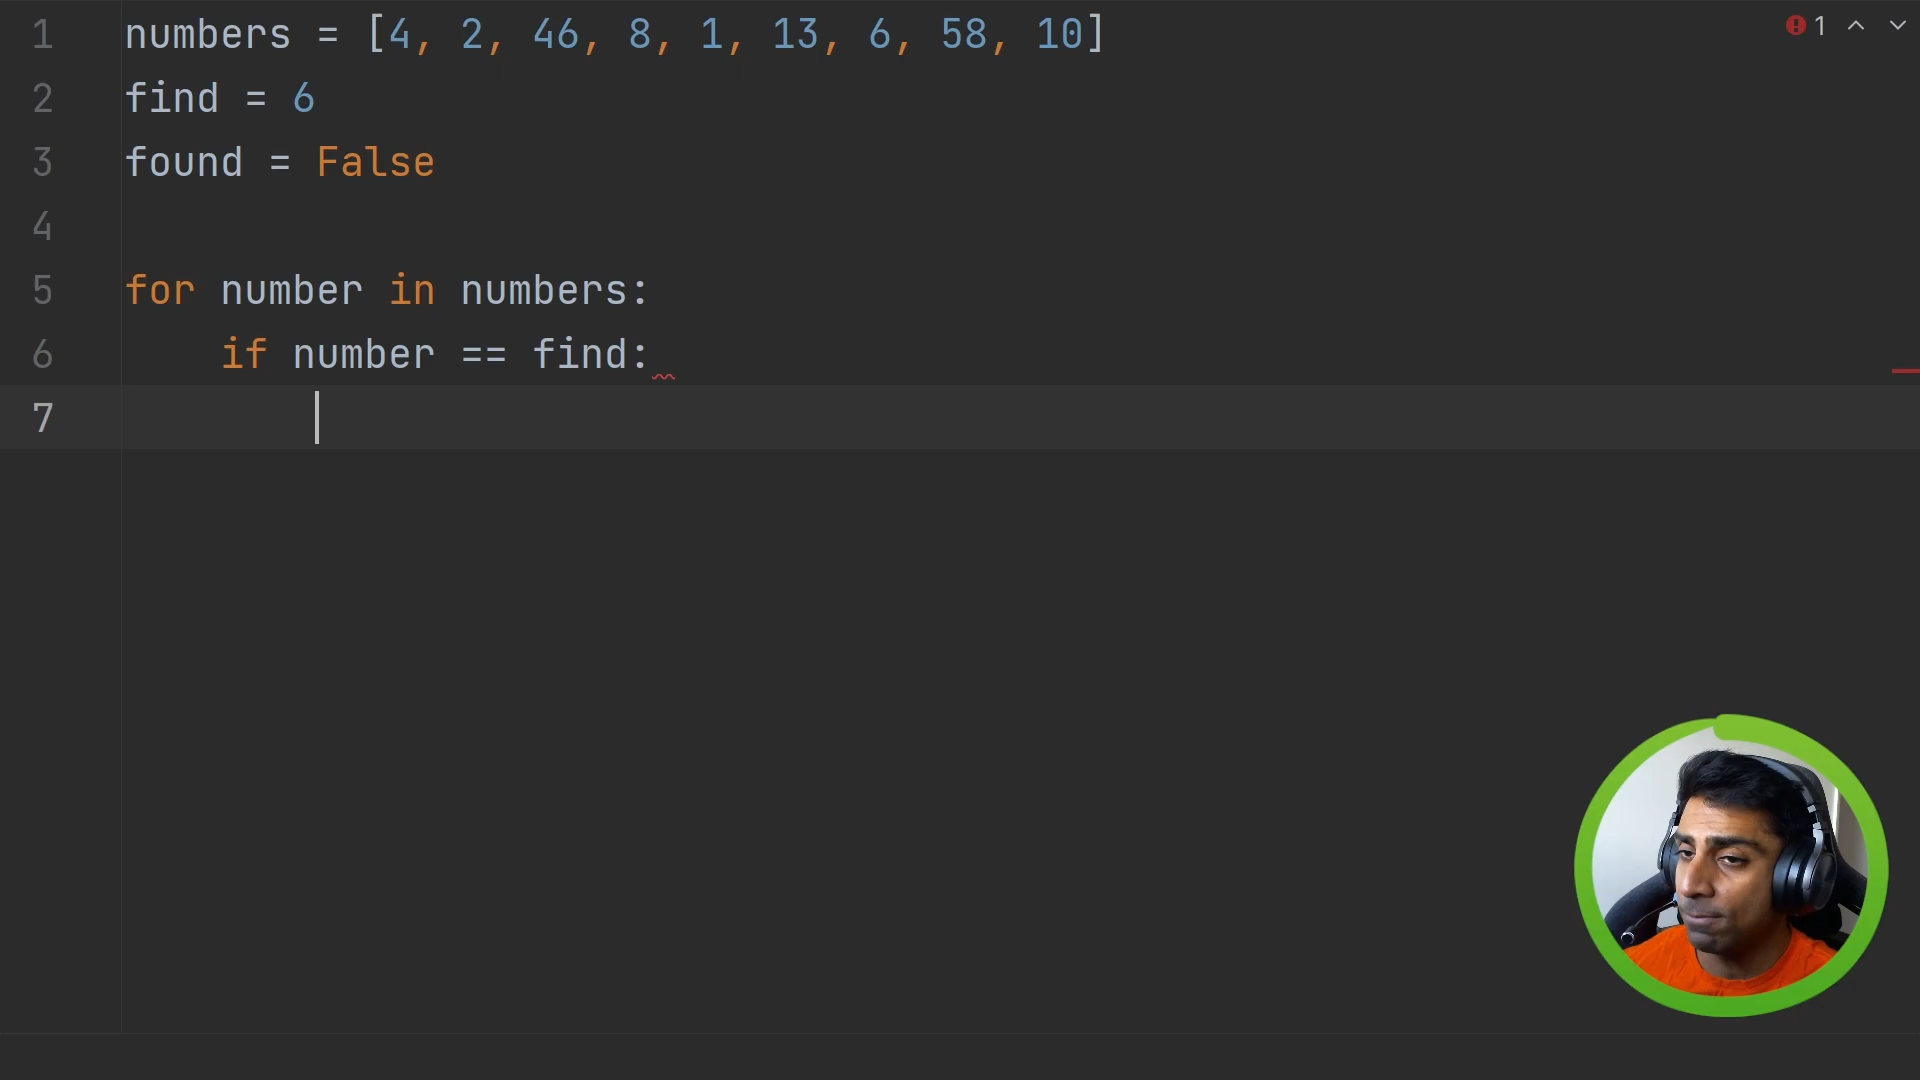 1 numbers = [4, 2, 46, 8, 1, 13, 6, 58, 10]
1
2 find = 6
3 found = False
4
5 for number in numbers:
6     if number == find:
7